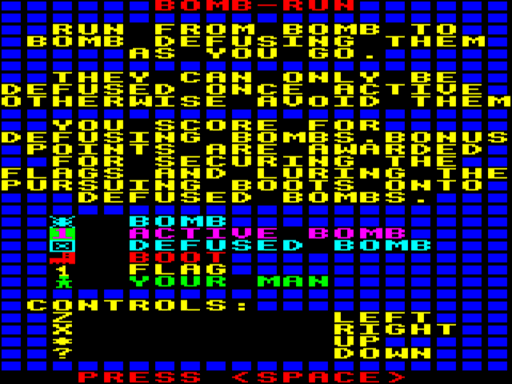 BOMB-RUN
RUN FROM BOMB TO
BOMB DEFUSING THEM
AS YOU GO.
THEY CAN ONLY BE
DEFUSED ONCE ACTIVE
OTHERWISE AVOID THEM
YOU SCORE FOR
DEFUSING BOMBS.BONUS
POINTS ARE AWARDED
FOR SECURING THE
FLAGS AND LURING THE
PURSUING BOOTS ONTO
DEFUSED BOMBS.
BOMB
ACTIVE BOMB
DEFUSED BOMB
BOOT
FLAG
YOUR MAN
CONTROLS:
Z LEFT
X RIGHT
* UP
? DOWN
PRESS <SPACE>